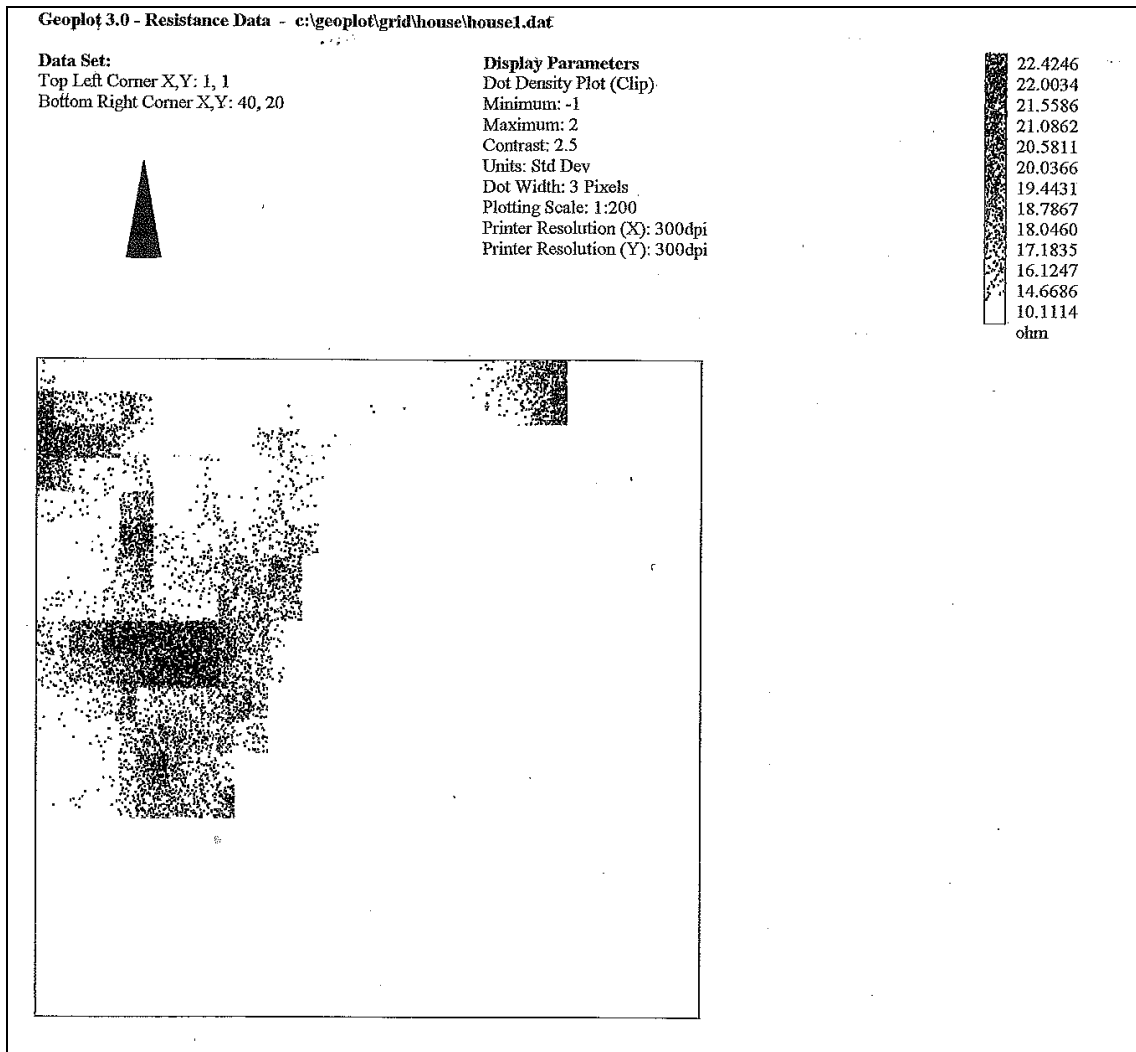 Geoplot 3.0 - Resistance Data - c:\geoplot\grid\house\house1.dat
Data Set:
Top Left Corner X,Y: 1, 1
Bottom Right Corner X,Y: 40, 20
Display Parameters
Dot Density Plot (Clip)
Minimum: -1
Maximum: 2
Contrast: 2.5
Units: Std Dev
Dot Width: 3 Pixels
Plotting Scale: 1:200
Printer Resolution (X): 300dpi
Printer Resolution (Y): 300dpi
22.4246
22.0034
21.5586
21.0862
20.5811
20.0366
19.4431
18.7867
18.0460
17.1835
16.1247
14.6686
10.1114
ohm